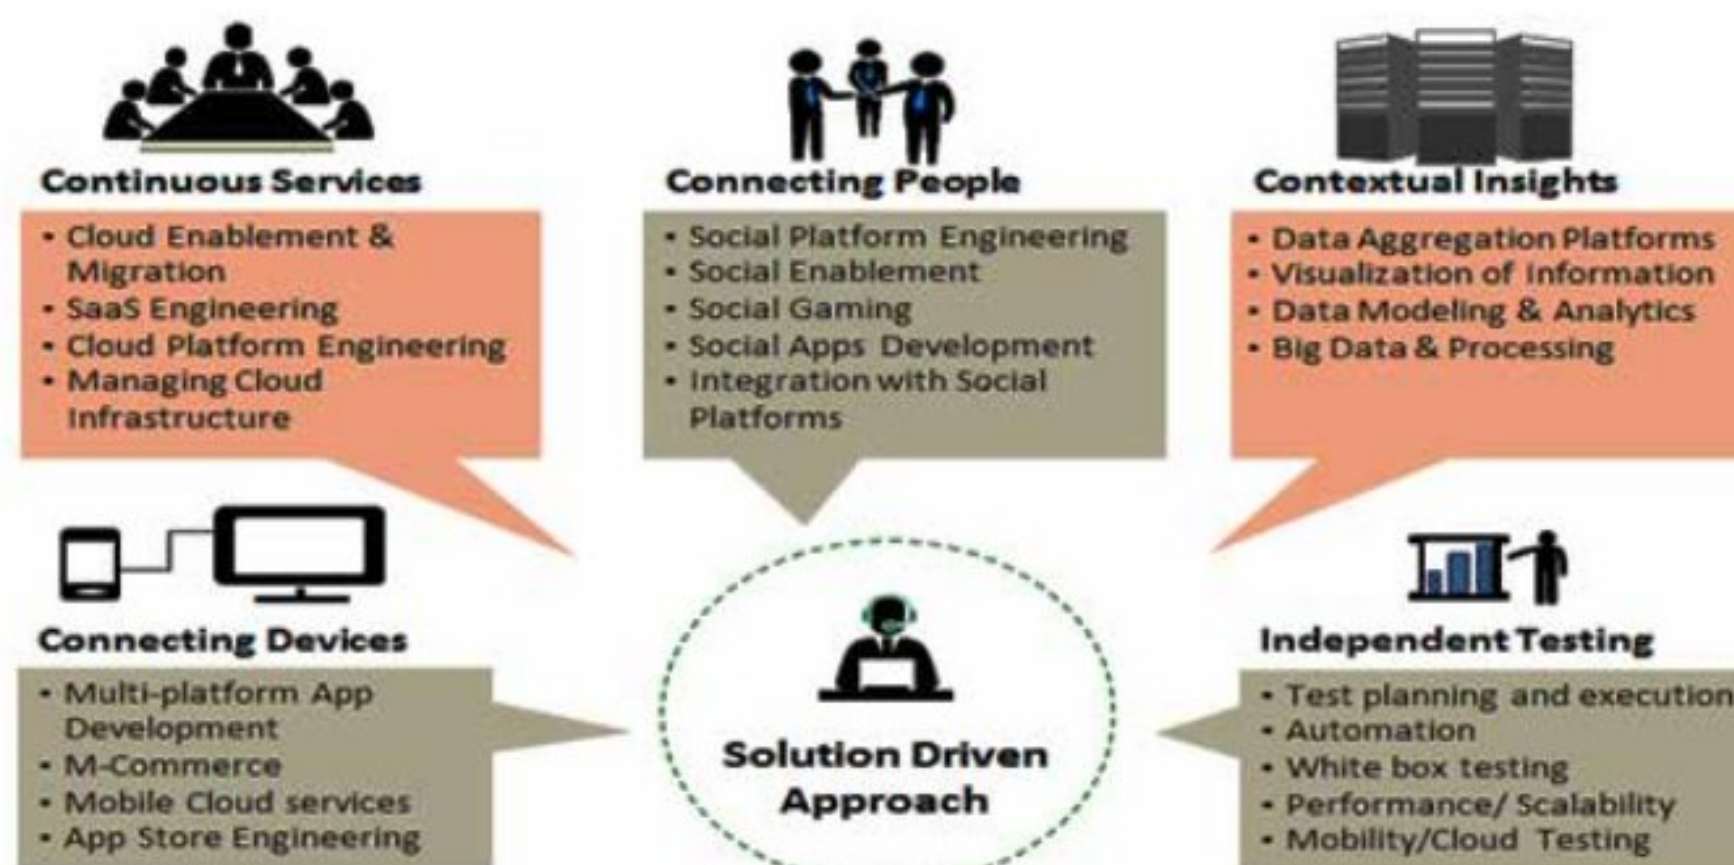 Continuous Services
• Cloud Enablement &
Migration
• SaaS Engineering
• Cloud Platform Engineering
• Managing Cloud
Infrastructure
Connecting People
• Social Platform Engineering
• Social Enablement
• Social Gaming
• Social Apps Development
• Integration with Social
Platforms
Contextual Insights
• Data Aggregation Platforms
• Visualization of Information
• Data Modeling & Analytics
• Big Data & Processing
Connecting Devices
• Multi-platform App
Development
• M-Commerce
• Mobile Cloud services
• App Store Engineering
Solution Driven
Approach
Independent Testing
• Test planning and execution
• Automation
• White box testing
• Performance/ Scalability
• Mobility/Cloud Testing